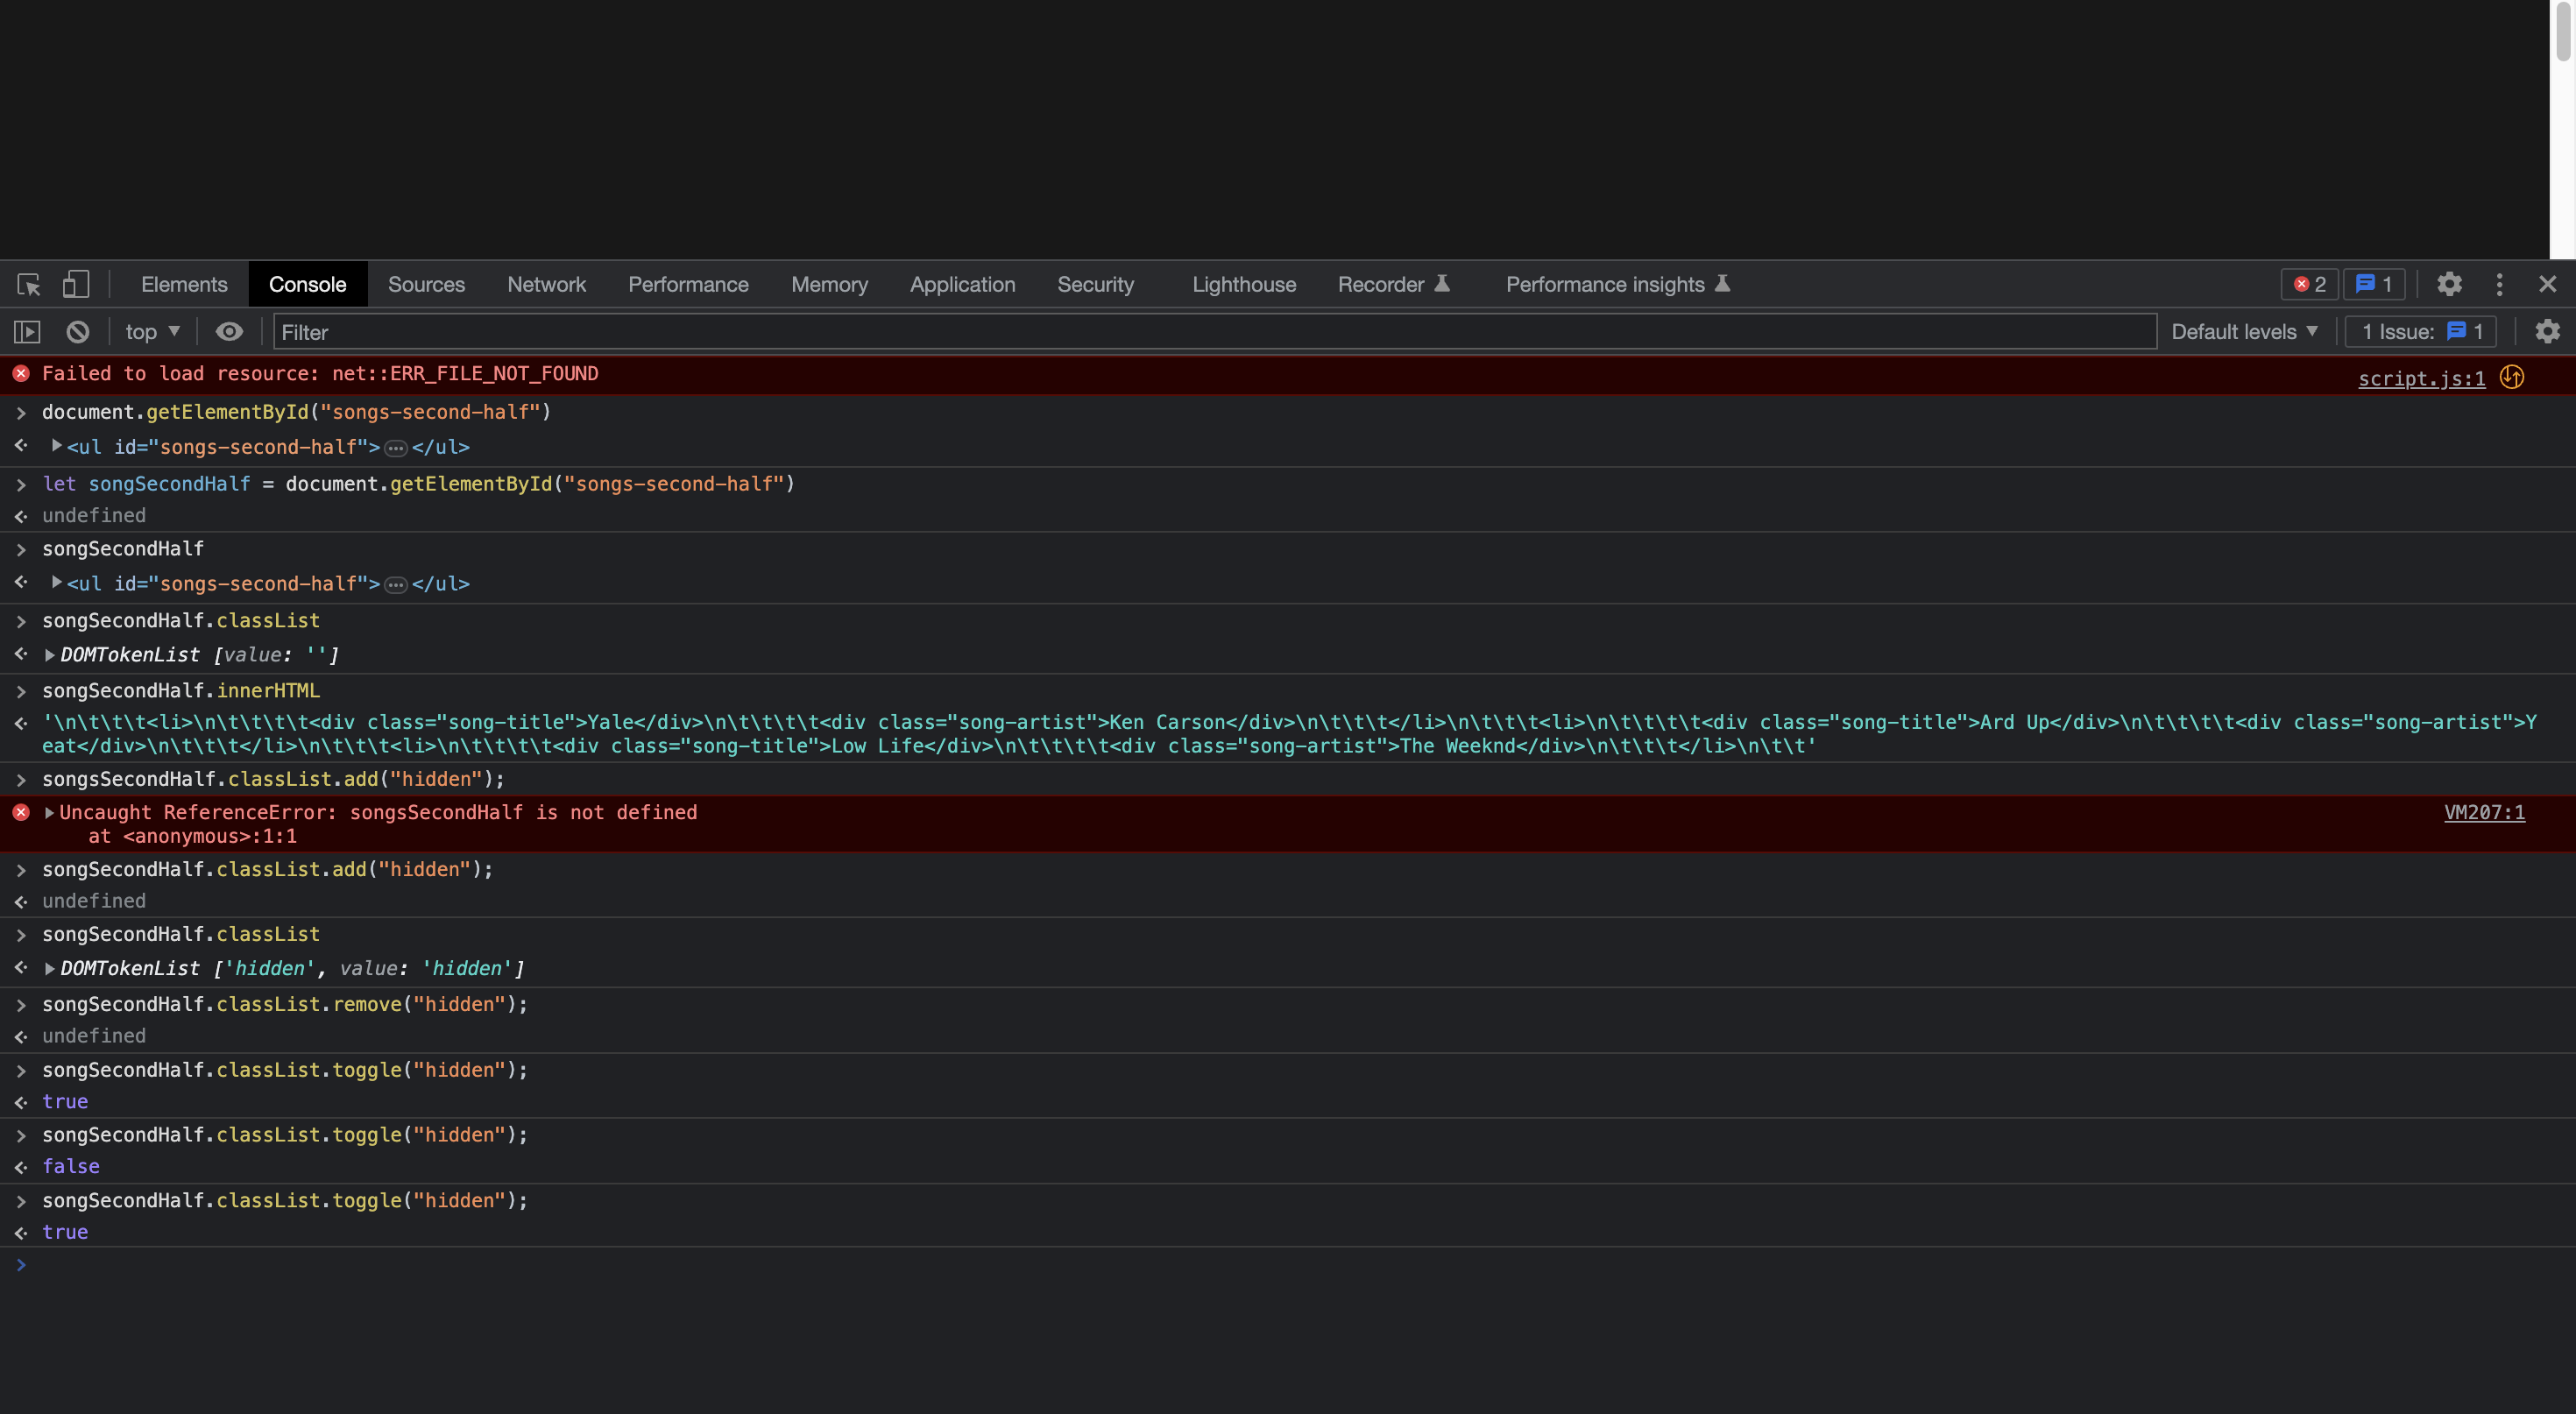 Elements Console Sources Network Performance Memory Application Security Lighthouse Recorder Performance insights 2 1
top Filter Default levels 1 Issue: 1
Failed to load resource: net::ERR_FILE_NOT_FOUND script.js:1
document.getElementById("songs-second-half")
<ul id="songs-second-half">…</ul>
let songSecondHalf = document.getElementById("songs-second-half")
undefined
songSecondHalf
<ul id="songs-second-half">…</ul>
songSecondHalf.classList
DOMTokenList [value: '']
songSecondHalf.innerHTML
'\n\t\t\t<li>\n\t\t\t\t<div class="song-title">Yale</div>\n\t\t\t\t<div class="song-artist">Ken Carson</div>\n\t\t\t</li>\n\t\t\t<li>\n\t\t\t\t<div class="song-title">Ard Up</div>\n\t\t\t\t<div class="song-artist">Y
eat</div>\n\t\t\t</li>\n\t\t\t<li>\n\t\t\t\t<div class="song-title">Low Life</div>\n\t\t\t\t<div class="song-artist">The Weeknd</div>\n\t\t\t</li>\n\t\t'
songsSecondHalf.classList.add("hidden");
Uncaught ReferenceError: songsSecondHalf is not defined VM207:1
at <anonymous>:1:1
songSecondHalf.classList.add("hidden");
undefined
songSecondHalf.classList
DOMTokenList ['hidden', value: 'hidden']
songSecondHalf.classList.remove("hidden");
undefined
songSecondHalf.classList.toggle("hidden");
true
songSecondHalf.classList.toggle("hidden");
false
songSecondHalf.classList.toggle("hidden");
true